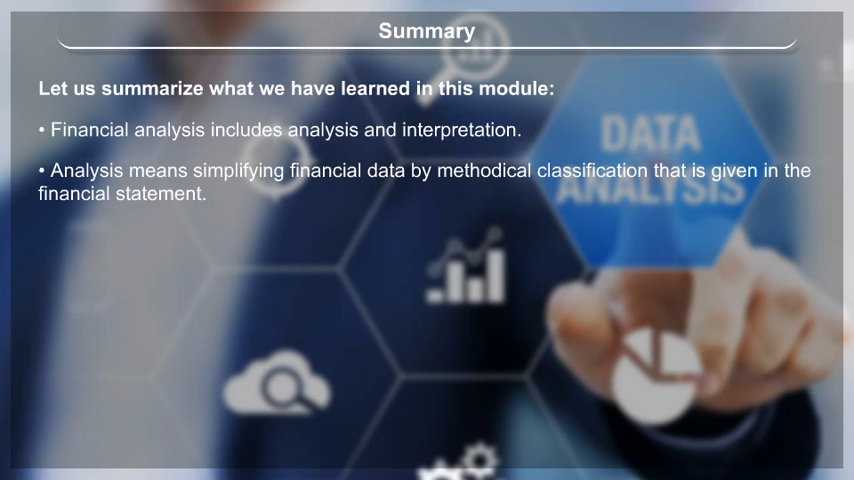 Summary
Let us summarize what we have learned in this module:
• Financial analysis includes analysis and interpretation.
• Analysis means simplifying financial data by methodical classification that is given in the
financial statement.
DATA
ANALYSIS